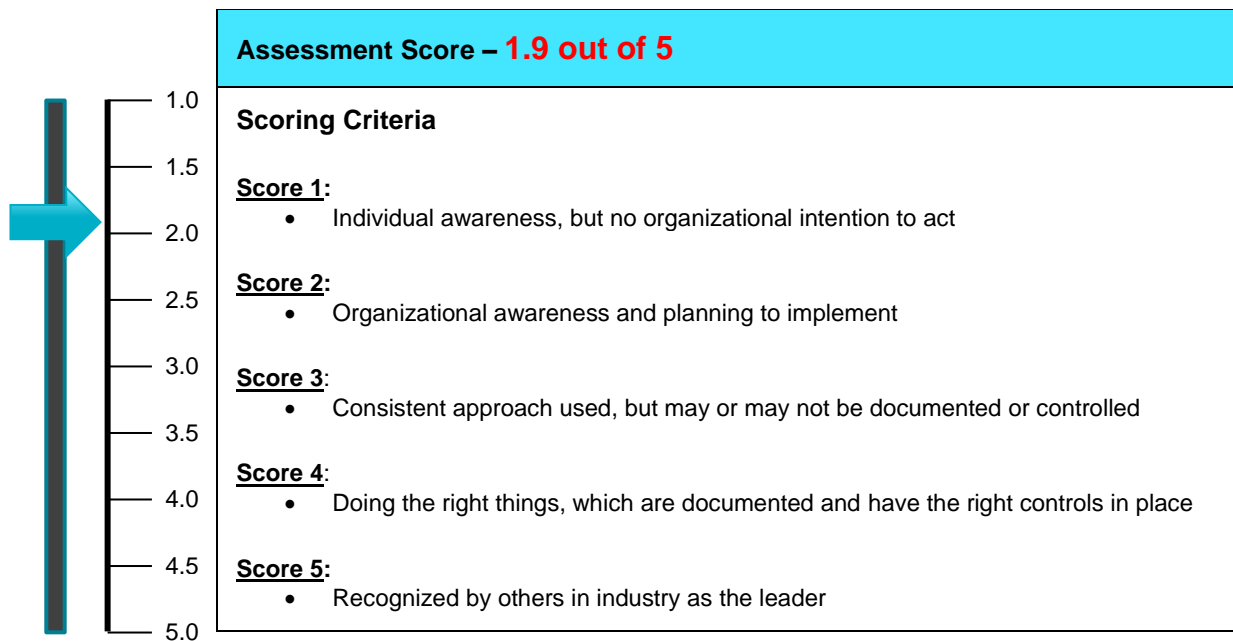 Assessment Score – 1.9 out of 5
1.0
1.5
2.0
2.5
3.0
3.5
4.0
4.5
5.0
Scoring Criteria
Score 1:
• Individual awareness, but no organizational intention to act
Score 2:
• Organizational awareness and planning to implement
Score 3:
• Consistent approach used, but may or may not be documented or controlled
Score 4:
• Doing the right things, which are documented and have the right controls in place
Score 5:
• Recognized by others in industry as the leader